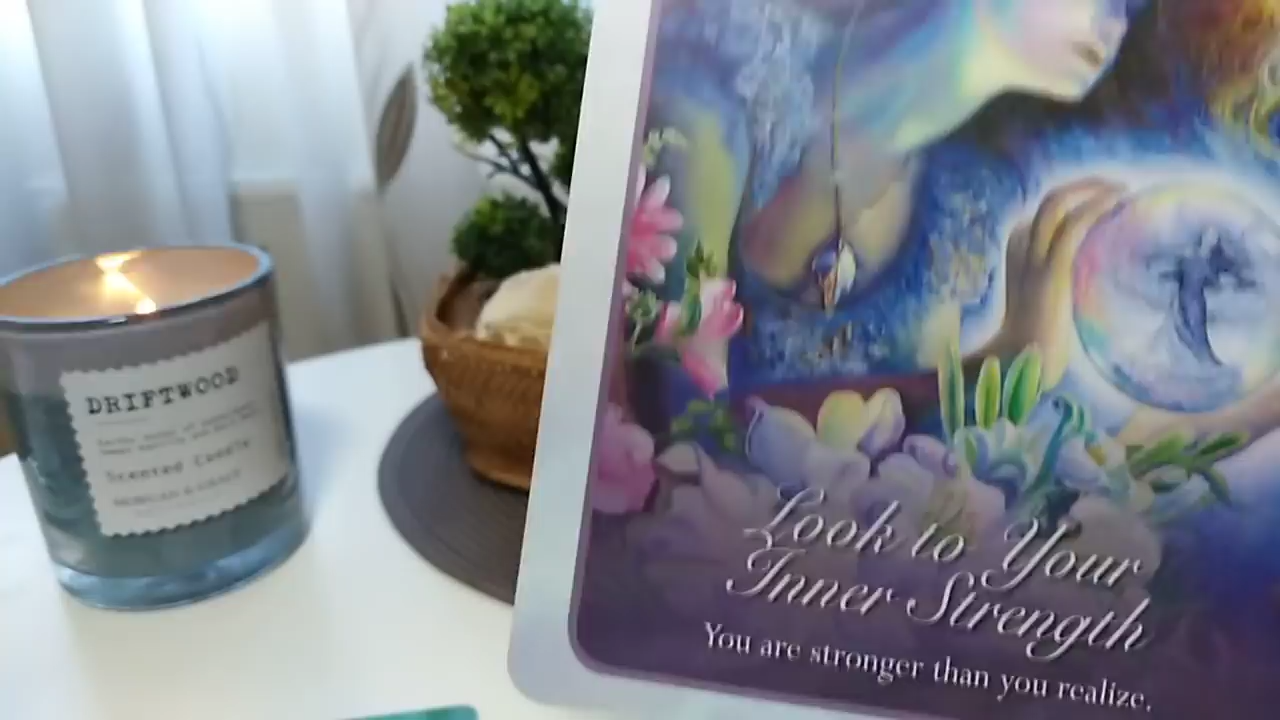 DRIFTWOOD
Scented Candle
Look to Your
Inner Strength
You are stronger than you realize.